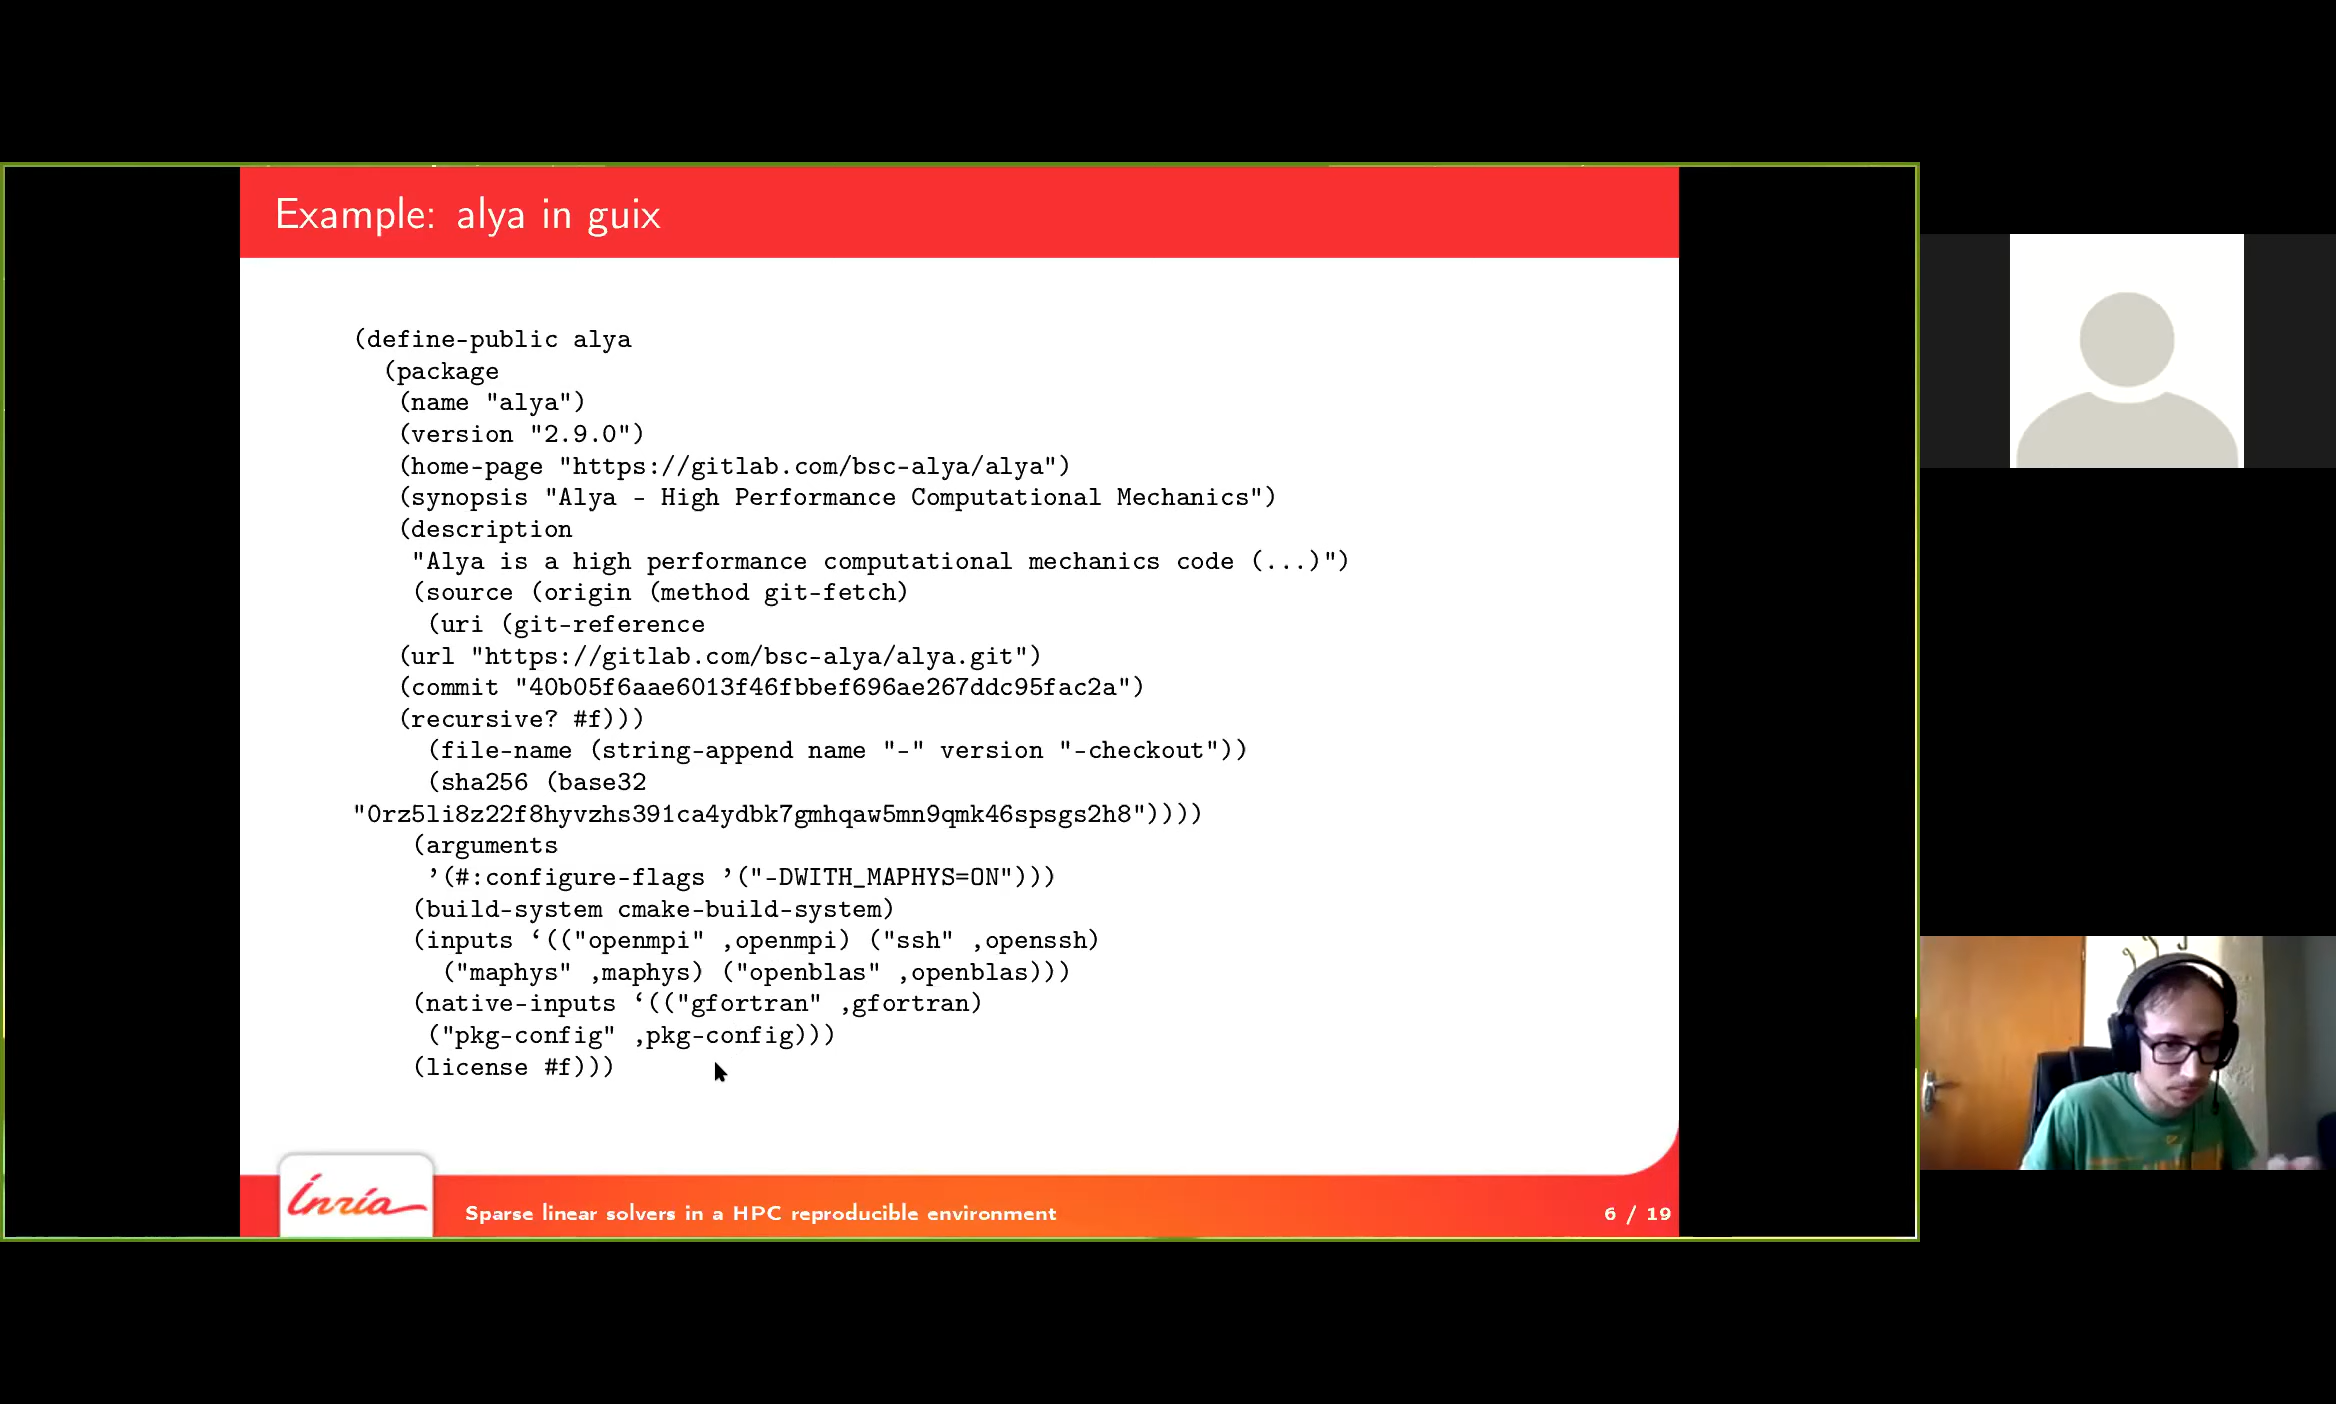 Example: alya in guix
(define-public alya
(package
(name "alya")
(version "2.9.0")
(home-page "https://gitlab.com/bsc-alya/alya")
(synopsis "Alya - High Performance Computational Mechanics")
(description
"Alya is a high performance computational mechanics code (...)")
(source (origin (method git-fetch)
(uri (git-reference
(url "https://gitlab.com/bsc-alya/alya.git")
(commit "40b05f6aae6013f46fbbef696ae267ddc95fac2a")
(recursive? #f)))
(file-name (string-append name "-" version "-checkout"))
(sha256 (base32
"0rz5li8z22f8hyvzhs391ca4ydbk7gmhqaw5mn9qmk46spsgs2h8"))))
(arguments
’(#:configure-flags ’("-DWITH_MAPHYS=ON")))
(build-system cmake-build-system)
(inputs ‘(("openmpi" ,openmpi) ("ssh" ,openssh)
("maphys" ,maphys) ("openblas" ,openblas)))
(native-inputs ‘(("gfortran" ,gfortran)
("pkg-config" ,pkg-config)))
(license #f)))
Inria
Sparse linear solvers in a HPC reproducible environment
6 / 19